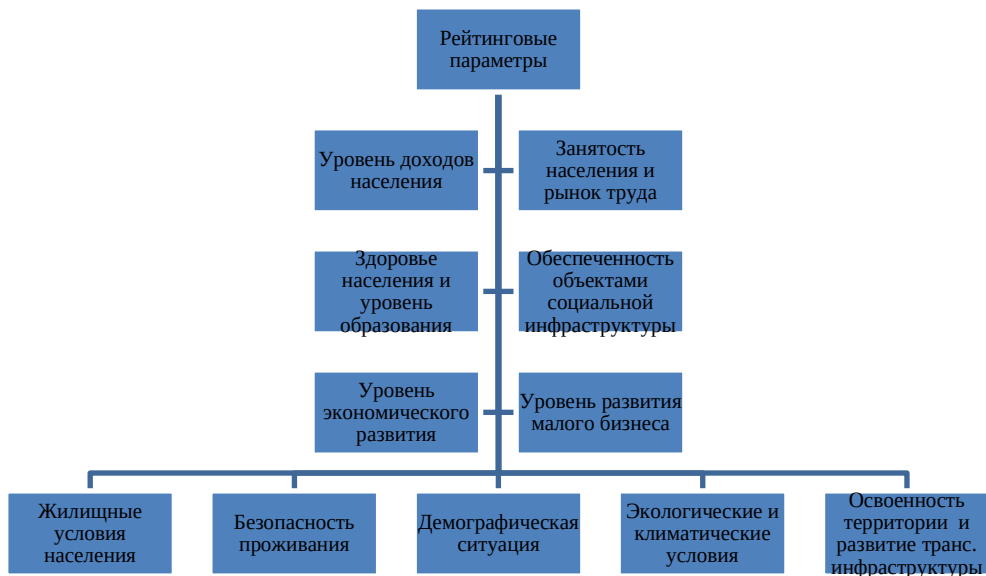 Рейтинговые
параметры
Уровень доходов
населения
Занятость
населения и
рынок труда
Здоровье
населения и
уровень
образования
Обеспеченность
объектами
социальной
инфраструктуры
Уровень
экономического
развития
Уровень развития
малого бизнеса
Жилищные
условия
населения
Безопасность
проживания
Демографическая
ситуация
Экологические и
климатические
условия
Освоенность
территории и
развитие транс.
инфраструктуры